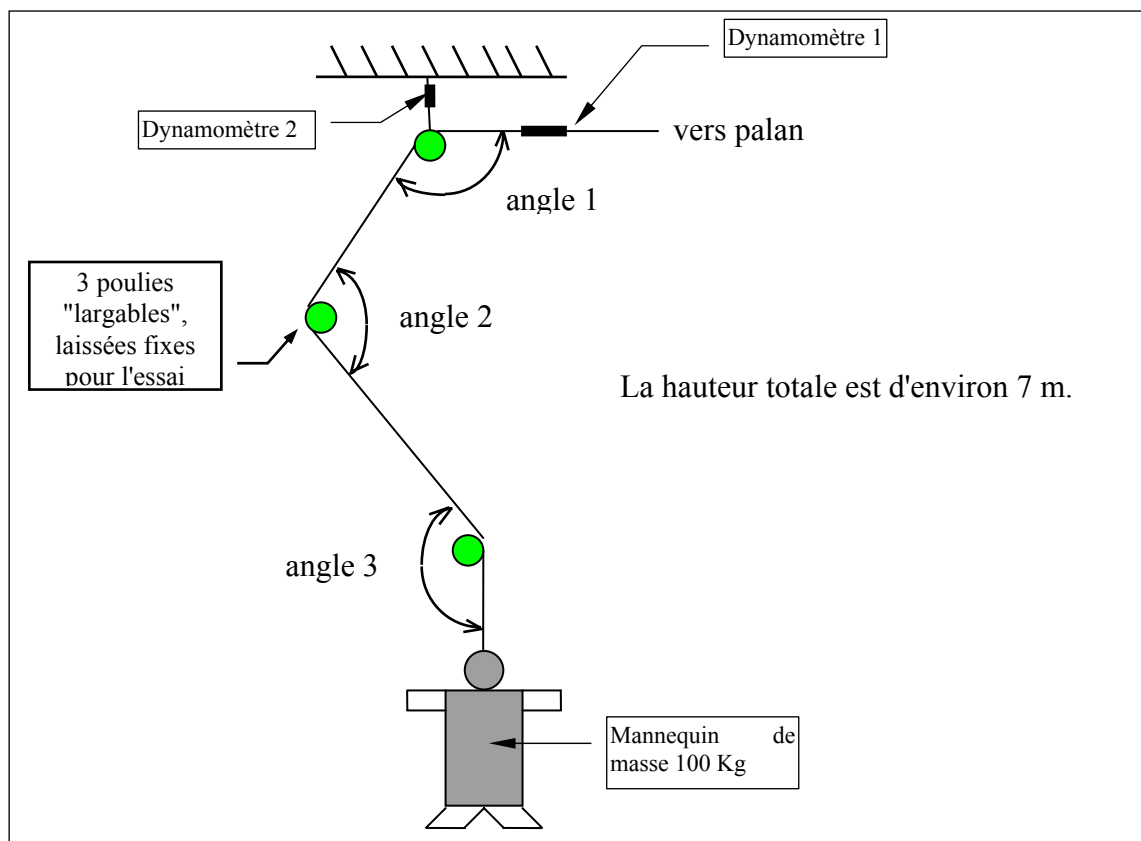 Dynamomètre 1
Dynamomètre 2
vers palan
angle 1
3 poulies
"largables",
laissées fixes
pour l'essai
angle 2
La hauteur totale est d'environ 7 m.
angle 3
Mannequin de
masse 100 Kg